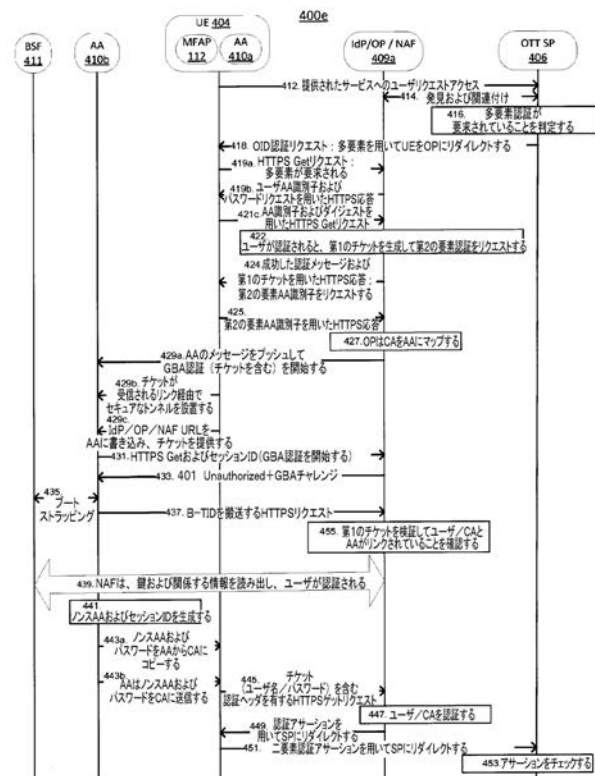 400e
UE 404
BSF
411
AA
410b
MFAP
112
AA
410a
IdP/OP/NAF
409a
OTT SP
406
412. 提供されたサービスへのユーザリクエストアクセス
414. 発見および関連付け
416. 多要素認証が
要求されていることを判定する
418. OID認証リクエスト:多要素を用いてUEをOPにリダイレクトする
419a. HTTPS Getリクエスト:
多要素が要求される
419b. ユーザAA識別子および
パスワードリクエストを用いたHTTPS応答
421c. AA識別子およびダイジェストを
用いたHTTPS Getリクエスト
422.
ユーザが認証されると、第1のチケットを生成して第2の要素認証をリクエストする
424. 成功した認証メッセージおよび
第1のチケットを用いたHTTPS応答:
第2の要素AA識別子をリクエストする
425.
第2の要素AA識別子を用いたHTTPS応答
427. OPはCAをAAにマップする
429a. AAのメッセージをプッシュして
GBA認証(チケットを含む)を開始する
429b. チケットが
受信されるリンク経由で
セキュアなトンネルを設置する
429c.
IdP/OP/NAF URLを
AAに書き込み、チケットを提供する
431. HTTPS GetおよびセッションID(GBA認証を開始する)
433. 401 Unauthorized+GBAチャレンジ
435.
ブート
ストラッピング
437. B-TIDを搬送するHTTPSリクエスト
455. 第1のチケットを検証してユーザ/CAと
AAがリンクされていることを確認する
439. NAFは、鍵および関係する情報を読み出し、ユーザが認証される
441.
ノンスAAおよびセッションIDを生成する
443a. ノンスAAおよび
パスワードをAAからCAに
コピーする
443b.
AAはノンスAAおよび
パスワードをCAに送信する
445. チケット
(ユーザ名/パスワード)を含む
認証ヘッダを有するHTTPSゲットリクエスト
447. ユーザ/CAを認証する
449. 認証アサーションを
用いてSPにリダイレクトする
451. 二要素認証アサーションを用いてSPにリダイレクトする
453 アサーションをチェックする